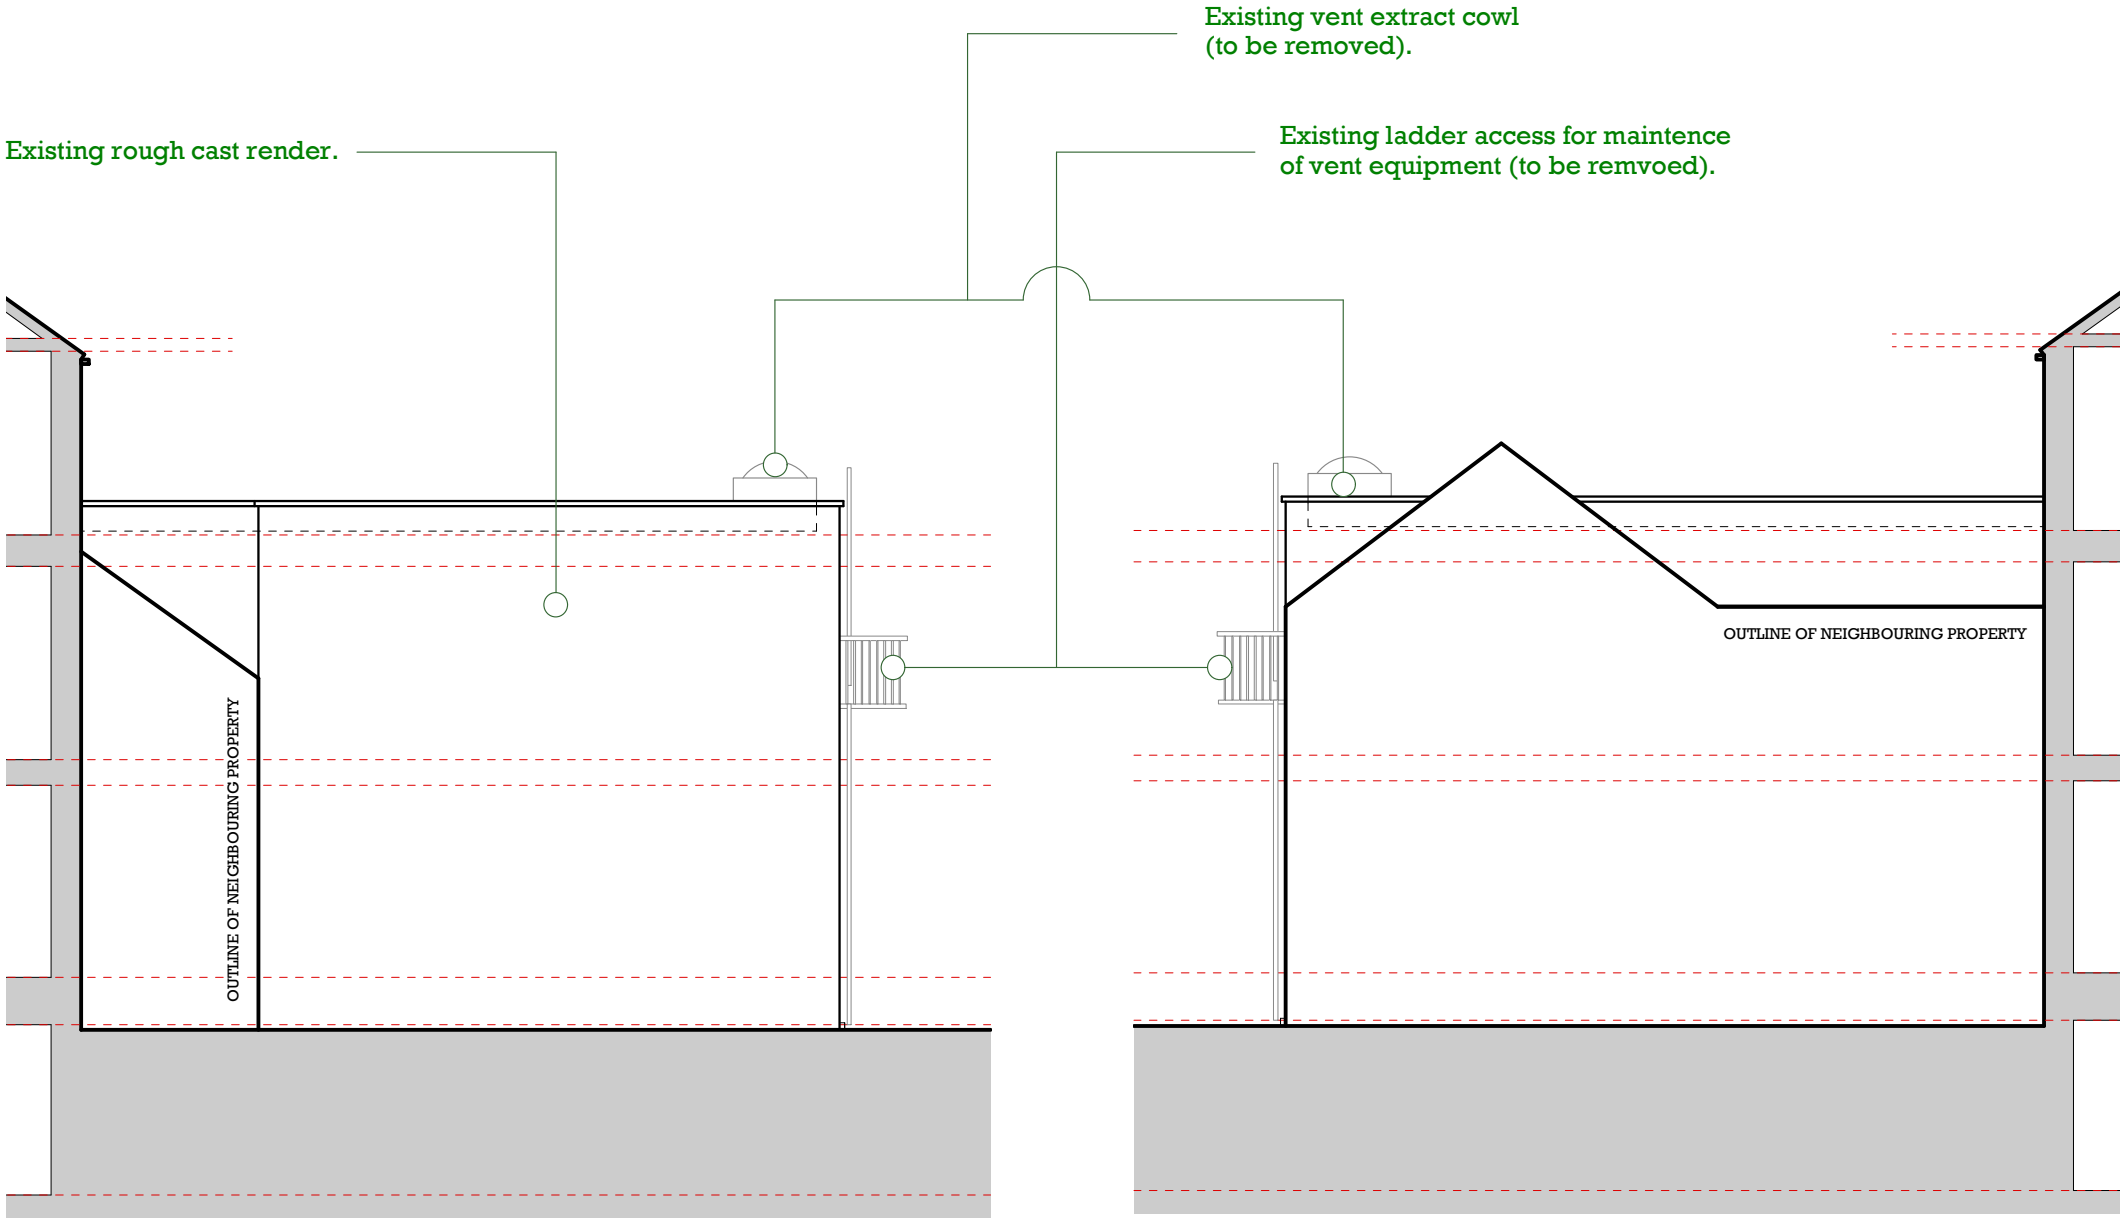 Existing vent extract cowl
(to be removed).
Existing rough cast render.
Existing ladder access for maintence
of vent equipment (to be remvoed).
OUTLINE OF NEIGHBOURING PROPERTY
OUTLINE OF NEIGHBOURING PROPERTY